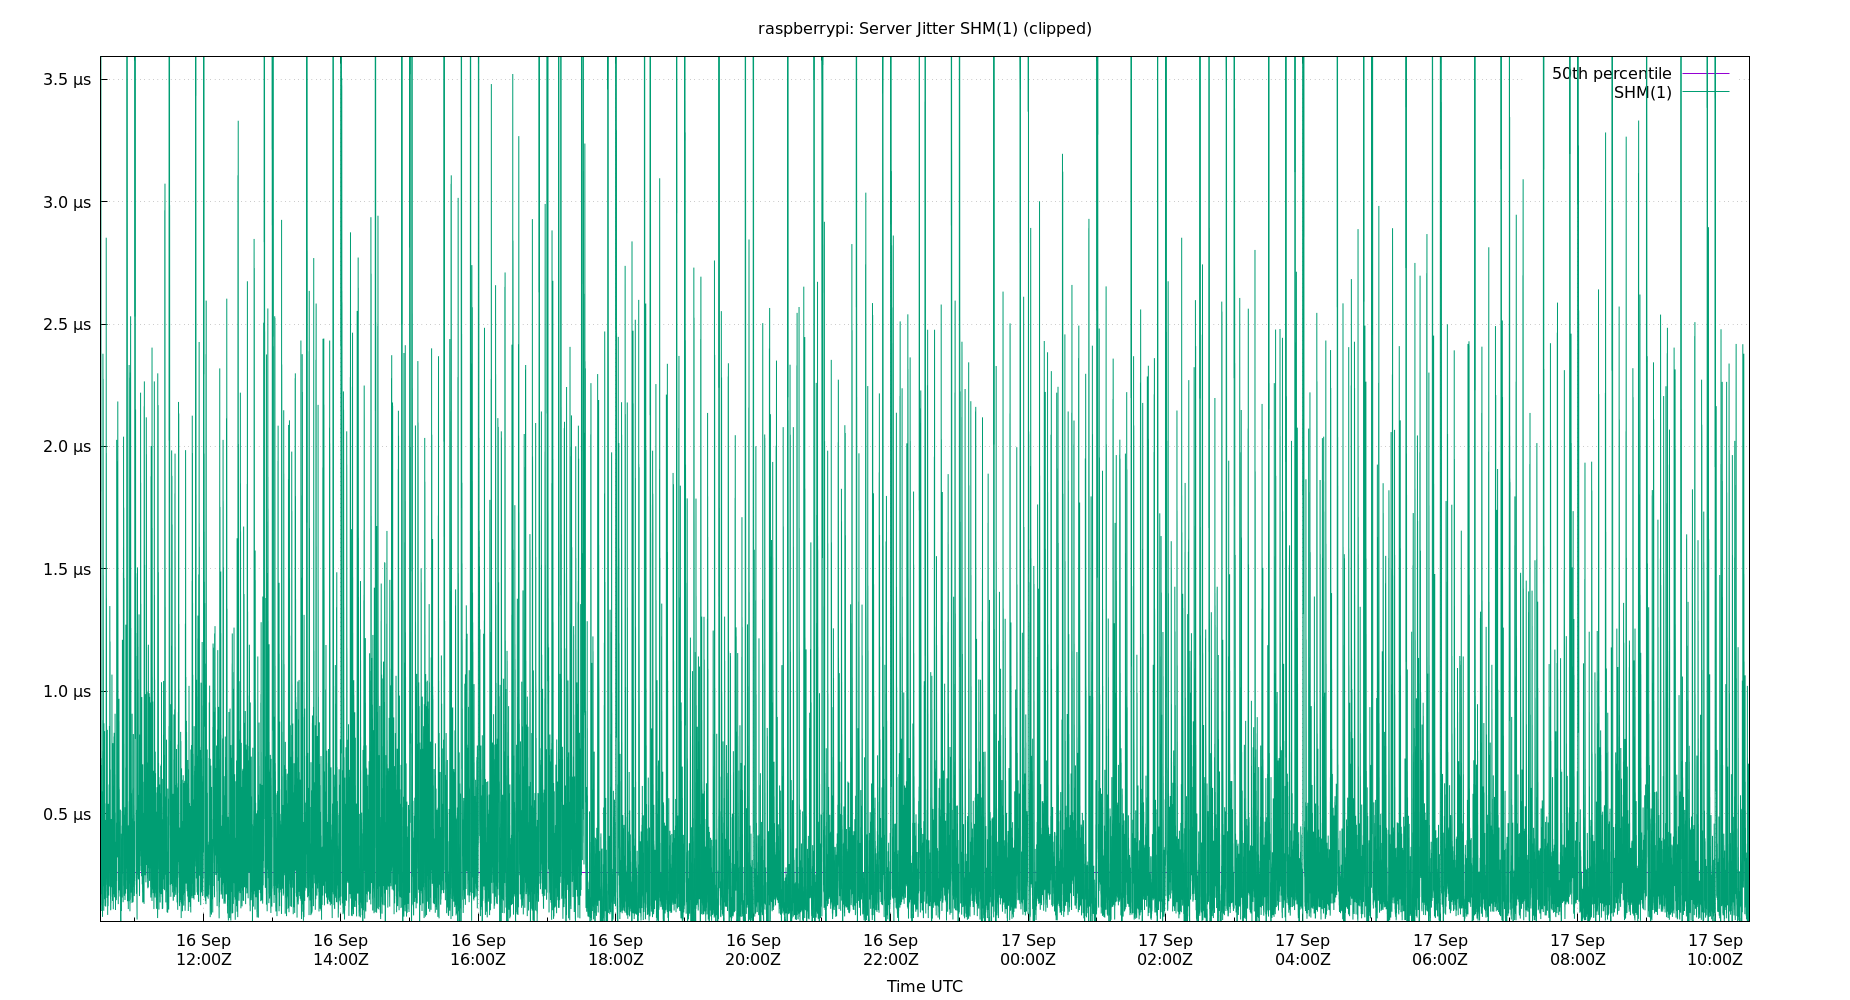 raspberrypi: Server Jitter SHM(1) (clipped)
50th percentile
SHM(1)
3.5 µs
3.0 µs
2.5 µs
2.0 µs
1.5 µs
1.0 µs
0.5 µs
16 Sep 16 Sep 16 Sep 16 Sep 16 Sep 16 Sep 17 Sep 17 Sep 17 Sep 17 Sep 17 Sep 17 Sep
12:00Z 14:00Z 16:00Z 18:00Z 20:00Z 22:00Z 00:00Z 02:00Z 04:00Z 06:00Z 08:00Z 10:00Z
Time UTC